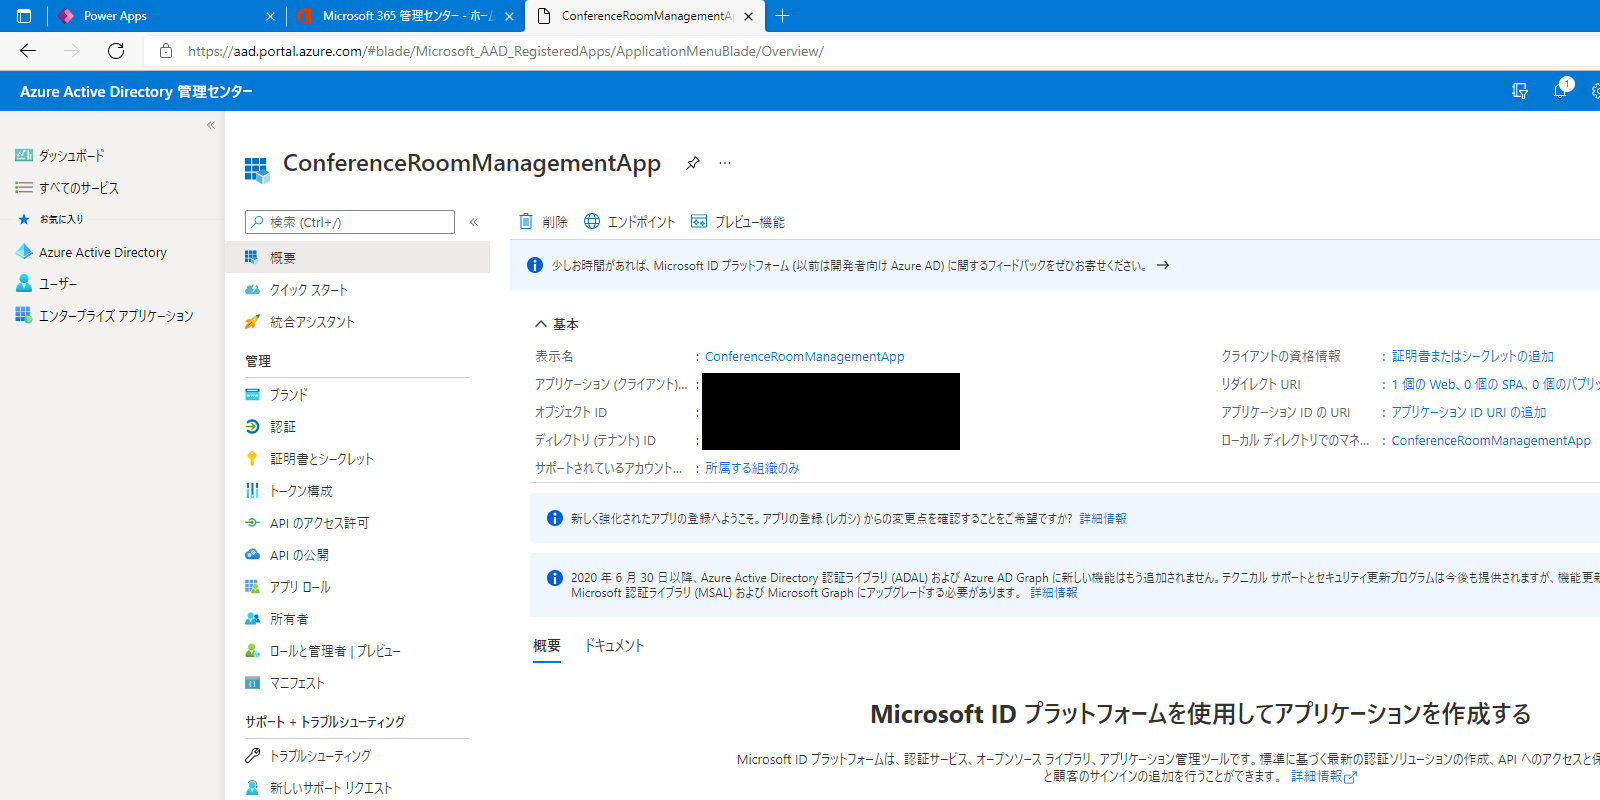 Power Apps
Microsoft 365 管理センター - ホーム
ConferenceRoomManagementAp
https://aad.portal.azure.com/#blade/Microsoft_AAD_RegisteredApps/ApplicationMenuBlade/Overview/
Azure Active Directory 管理センター
1
ダッシュボード
すべてのサービス
お気に入り
Azure Active Directory
ユーザー
エンタープライズ アプリケーション
ConferenceRoomManagementApp
検索 (Ctrl+/)
概要
クイック スタート
統合アシスタント
管理
ブランド
認証
証明書とシークレット
トークン構成
API のアクセス許可
API の公開
アプリ ロール
所有者
ロールと管理者 | プレビュー
マニフェスト
サポート + トラブルシューティング
トラブルシューティング
新しいサポート リクエスト
削除 エンドポイント プレビュー機能
少しお時間があれば、Microsoft ID プラットフォーム (以前は開発者向け Azure AD) に関するフィードバックをぜひお寄せください。 →
基本
表示名 : ConferenceRoomManagementApp
アプリケーション (クライアント)... :
オブジェクト ID :
ディレクトリ (テナント) ID :
サポートされているアカウント... : 所属する組織のみ
クライアントの資格情報 : 証明書またはシークレットの追加
リダイレクト URI : 1 個の Web、0 個の SPA、0 個のパブリッ
アプリケーション ID の URI : アプリケーション ID URI の追加
ローカル ディレクトリでのマネ... : ConferenceRoomManagementApp
新しく強化されたアプリの登録へようこそ。アプリの登録 (レガシ) からの変更点を確認することをご希望ですか? 詳細情報
2020 年 6 月 30 日以降、Azure Active Directory 認証ライブラリ (ADAL) および Azure AD Graph に新しい機能はもう追加されません。テクニカル サポートとセキュリティ更新プログラムは今後も提供されますが、機能更新
Microsoft 認証ライブラリ (MSAL) および Microsoft Graph にアップグレードする必要があります。 詳細情報
概要 ドキュメント
Microsoft ID プラットフォームを使用してアプリケーションを作成する
Microsoft ID プラットフォームは、認証サービス、オープンソース ライブラリ、アプリケーション管理ツールです。標準に基づく最新の認証ソリューションの作成、API へのアクセスと保
と顧客のサインインの追加を行うことができます。 詳細情報